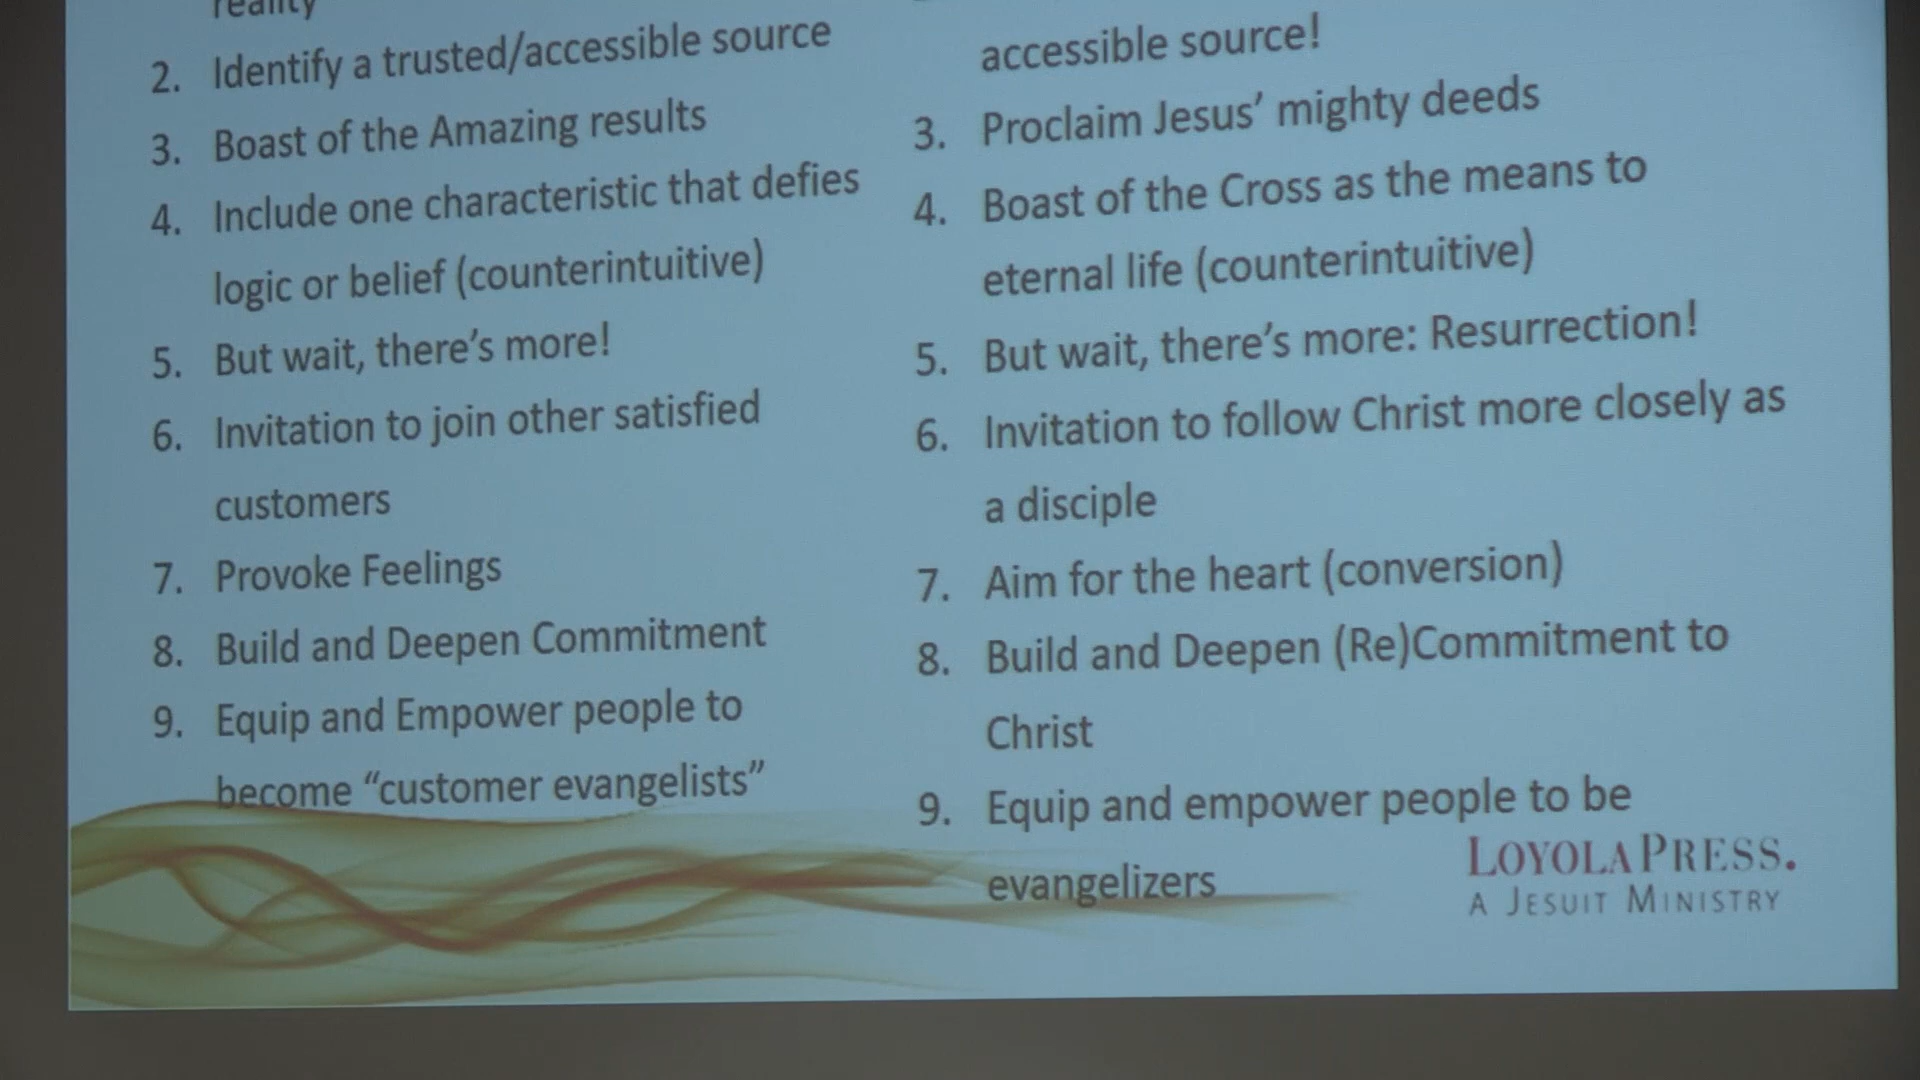 reality
2. Identify a trusted/accessible source
3. Boast of the Amazing results
4. Include one characteristic that defies
logic or belief (counterintuitive)
5. But wait, there's more!
6. Invitation to join other satisfied
customers
7. Provoke Feelings
8. Build and Deepen Commitment
9. Equip and Empower people to
become “customer evangelists”
accessible source!
3. Proclaim Jesus’ mighty deeds
4. Boast of the Cross as the means to
eternal life (counterintuitive)
5. But wait, there’s more: Resurrection!
6. Invitation to follow Christ more closely as
a disciple
7. Aim for the heart (conversion)
8. Build and Deepen (Re)Commitment to
Christ
9. Equip and empower people to be
evangelizers
LOYOLA PRESS.
A JESUIT MINISTRY